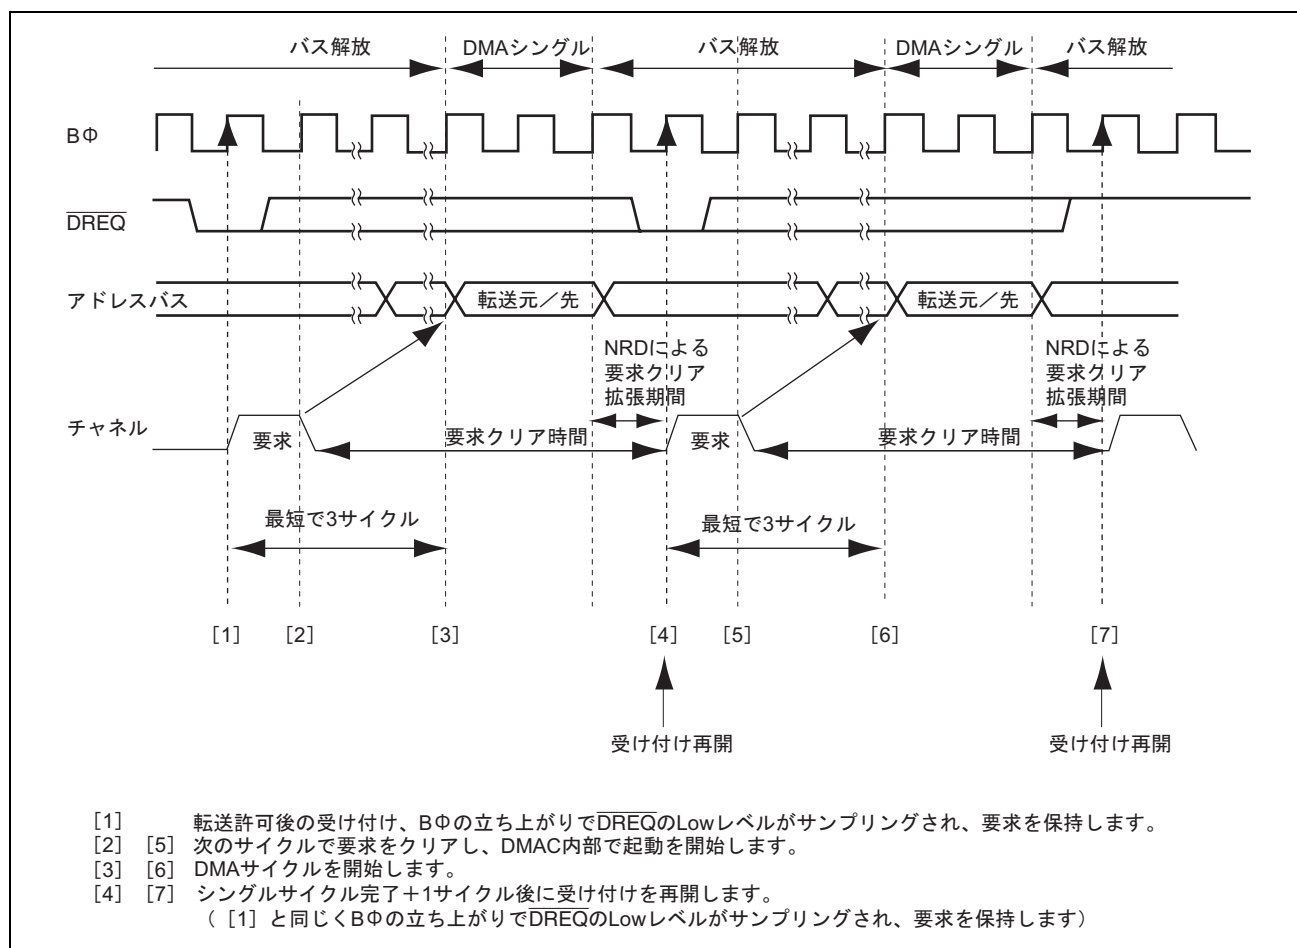 バス解放 DMAシングル バス解放 DMAシングル バス解放
BΦ
DREQ
アドレスバス 転送元／先 転送元／先
NRDによる NRDによる
要求クリア 要求クリア
拡張期間 拡張期間
チャネル 要求 要求クリア時間 要求 要求クリア時間
最短で3サイクル 最短で3サイクル
［1］ ［2］ ［3］ ［4］ ［5］ ［6］ ［7］
受け付け再開 受け付け再開
［1］ 転送許可後の受け付け、BΦの立ち上がりでDREQのLowレベルがサンプリングされ、要求を保持します。
［2］［5］ 次のサイクルで要求をクリアし、DMAC内部で起動を開始します。
［3］［6］ DMAサイクルを開始します。
［4］［7］ シングルサイクル完了＋1サイクル後に受け付けを再開します。
（［1］と同じくBΦの立ち上がりでDREQのLowレベルがサンプリングされ、要求を保持します）